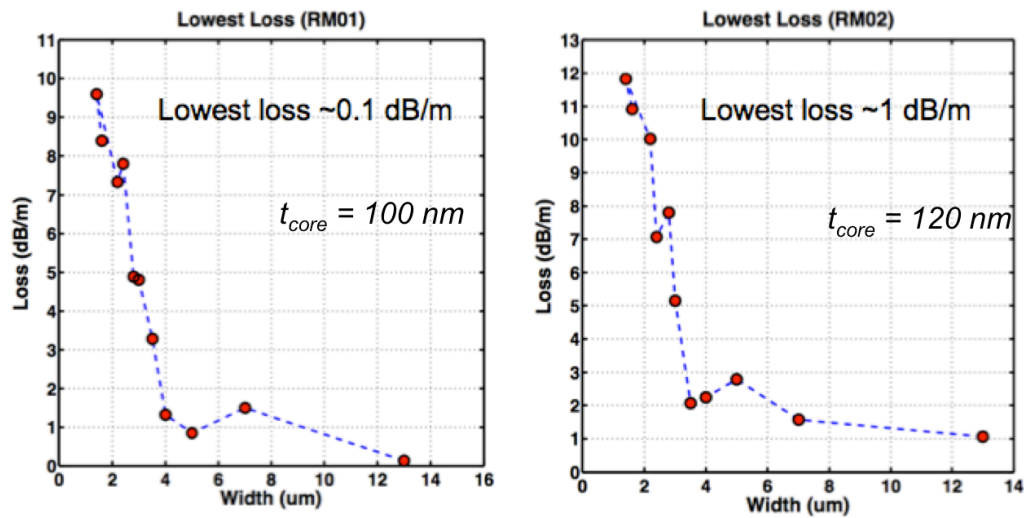 Lowest Loss (RM01)
Loss (dB/m)
11
10
9
8
7
6
5
4
3
2
1
0
Lowest loss ~0.1 dB/m
t_core = 100 nm
0 2 4 6 8 10 12 14 16
Width (um)
Lowest Loss (RM02)
Loss (dB/m)
13
12
11
10
9
8
7
6
5
4
3
2
1
0
Lowest loss ~1 dB/m
t_core = 120 nm
0 2 4 6 8 10 12 14
Width (um)